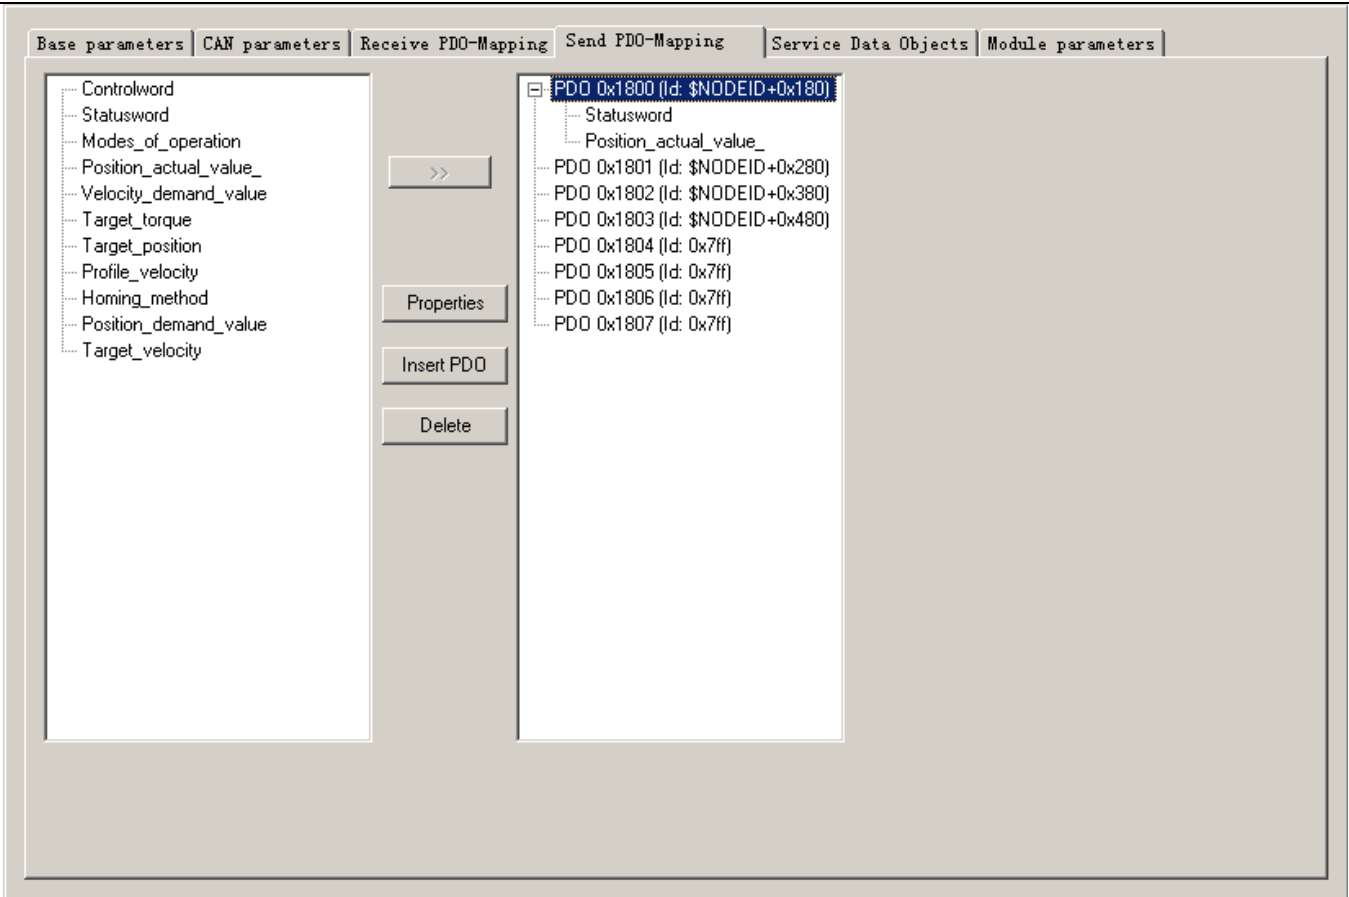 Base parameters
CAN parameters
Receive PDO-Mapping
Send PDO-Mapping
Service Data Objects
Module parameters
Controlword
Statusword
Modes_of_operation
Position_actual_value_
Velocity_demand_value
Target_torque
Target_position
Profile_velocity
Homing_method
Position_demand_value
Target_velocity
>>
Properties
Insert PDO
Delete
PDO 0x1800 (Id: $NODEID+0x180)
Statusword
Position_actual_value_
PDO 0x1801 (Id: $NODEID+0x280)
PDO 0x1802 (Id: $NODEID+0x380)
PDO 0x1803 (Id: $NODEID+0x480)
PDO 0x1804 (Id: 0x7ff)
PDO 0x1805 (Id: 0x7ff)
PDO 0x1806 (Id: 0x7ff)
PDO 0x1807 (Id: 0x7ff)